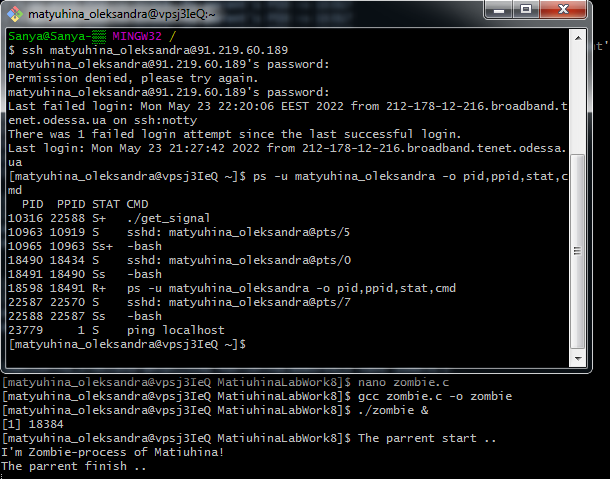 matyuhina_oleksandra@vpsj3IeQ:~
Sanya@Sanya-▒▒ MINGW32 /
$ ssh matyuhina_oleksandra@91.219.60.189
matyuhina_oleksandra@91.219.60.189's password:
Permission denied, please try again.
matyuhina_oleksandra@91.219.60.189's password:
Last failed login: Mon May 23 22:20:06 EEST 2022 from 212-178-12-216.broadband.t
enet.odessa.ua on ssh:notty
There was 1 failed login attempt since the last successful login.
Last login: Mon May 23 21:27:42 2022 from 212-178-12-216.broadband.tenet.odessa.
ua
[matyuhina_oleksandra@vpsj3IeQ ~]$ ps -u matyuhina_oleksandra -o pid,ppid,stat,c
md
PID PPID STAT CMD
10316 22588 S+ ./get_signal
10963 10919 S sshd: matyuhina_oleksandra@pts/5
10965 10963 Ss+ -bash
18490 18434 S sshd: matyuhina_oleksandra@pts/0
18491 18490 Ss -bash
18598 18491 R+ ps -u matyuhina_oleksandra -o pid,ppid,stat,cmd
22587 22570 S sshd: matyuhina_oleksandra@pts/7
22588 22587 Ss -bash
23779 1 S ping localhost
[matyuhina_oleksandra@vpsj3IeQ ~]$
[matyuhina_oleksandra@vpsj3IeQ MatiuhinaLabWork8]$ nano zombie.c
[matyuhina_oleksandra@vpsj3IeQ MatiuhinaLabWork8]$ gcc zombie.c -o zombie
[matyuhina_oleksandra@vpsj3IeQ MatiuhinaLabWork8]$ ./zombie &
[1] 18384
[matyuhina_oleksandra@vpsj3IeQ MatiuhinaLabWork8]$ The parrent start ..
I'm Zombie-process of Matiuhina!
The parrent finish ..